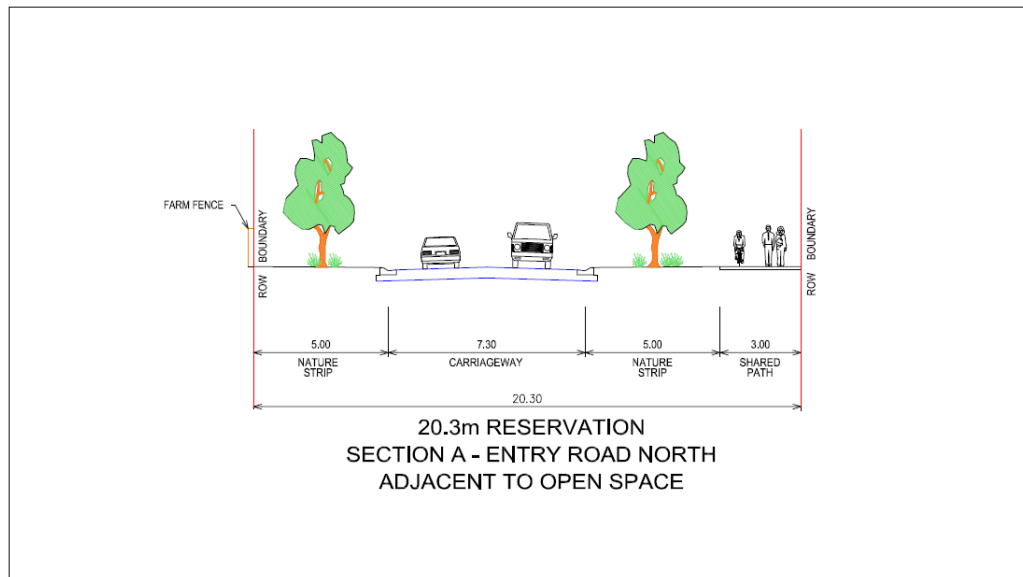 FARM FENCE
ROW BOUNDARY
ROW BOUNDARY
5.00
7.30
5.00
3.00
NATURE
STRIP
CARRIAGEWAY
NATURE
STRIP
SHARED
PATH
20.30
20.3m RESERVATION
SECTION A - ENTRY ROAD NORTH
ADJACENT TO OPEN SPACE